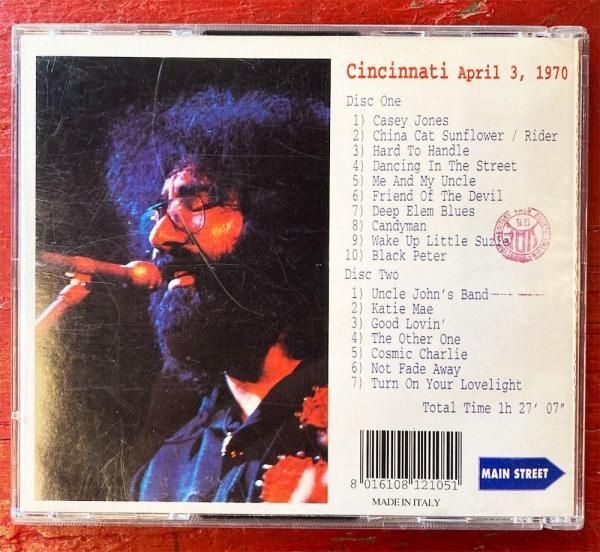 Cincinnati April 3, 1970
Disc One
1) Casey Jones
2) China Cat Sunflower / Rider
3) Hard To Handle
4) Dancing In The Street
5) Me And My Uncle
6) Friend Of The Devil
7) Deep Elem Blues
8) Candyman
9) Wake Up Little Suzie
10) Black Peter
Disc Two
1) Uncle John's Band
2) Katie Mae
3) Good Lovin'
4) The Other One
5) Cosmic Charlie
6) Not Fade Away
7) Turn On Your Lovelight
Total Time 1h 27' 07"
8 016108 121051
MAIN STREET
MADE IN ITALY